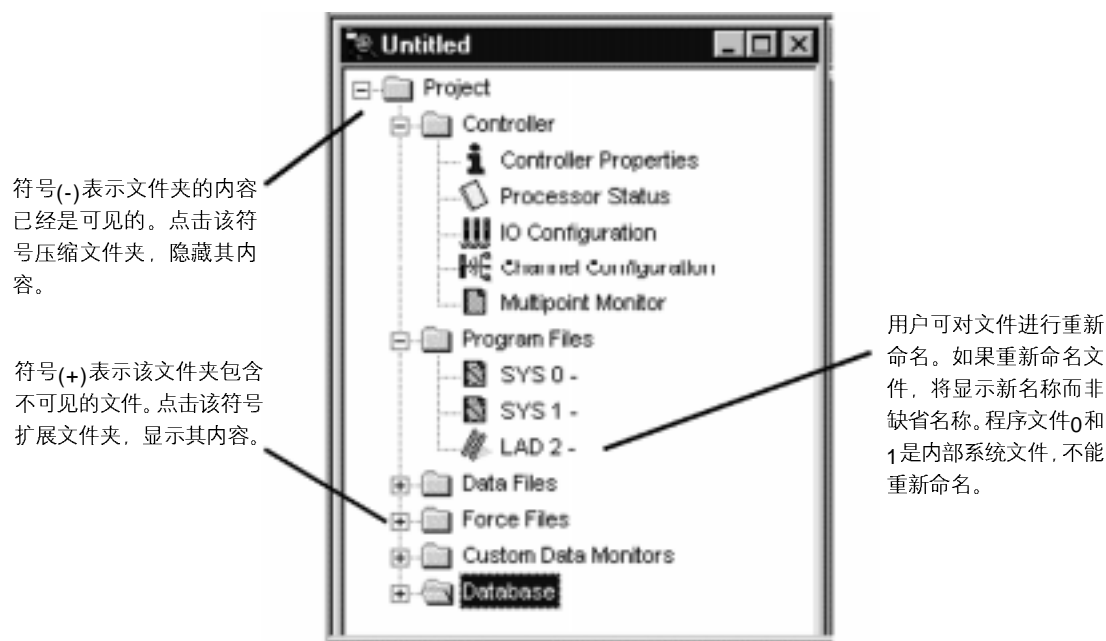 Untitled
Project
Controller
Controller Properties
Processor Status
IO Configuration
Channel Configuration
Multipoint Monitor
Program Files
SYS 0 -
SYS 1 -
LAD 2 -
Data Files
Force Files
Custom Data Monitors
Database
符号(-)表示文件夹的内容
已经是可见的。点击该符
号压缩文件夹，隐藏其内
容。
符号(+)表示该文件夹包含
不可见的文件。点击该符号
扩展文件夹，显示其内容。
用户可对文件进行重新
命名。如果重新命名文
件，将显示新名称而非
缺省名称。程序文件0和
1是内部系统文件，不能
重新命名。